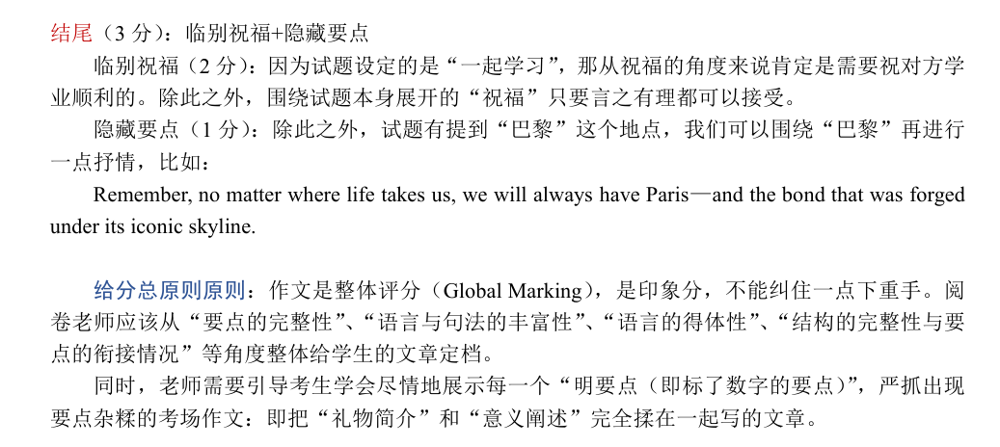 结尾（3 分）：临别祝福+隐藏要点
临别祝福（2 分）：因为试题设定的是“一起学习”，那从祝福的角度来说肯定是需要祝对方学
业顺利的。除此之外，围绕试题本身展开的“祝福”只要言之有理都可以接受。
隐藏要点（1 分）：除此之外，试题有提到“巴黎”这个地点，我们可以围绕“巴黎”再进行
一点抒情，比如：
Remember, no matter where life takes us, we will always have Paris—and the bond that was forged
under its iconic skyline.
给分总原则原则：作文是整体评分（Global Marking），是印象分，不能纠住一点下重手。阅
卷老师应该从“要点的完整性”、“语言与句法的丰富性”、“语言的得体性”、“结构的完整性与要
点的衔接情况”等角度整体给学生的文章定档。
同时，老师需要引导考生学会尽情地展示每一个“明要点（即标了数字的要点）”，严抓出现
要点杂糅的考场作文：即把“礼物简介”和“意义阐述”完全揉在一起写的文章。